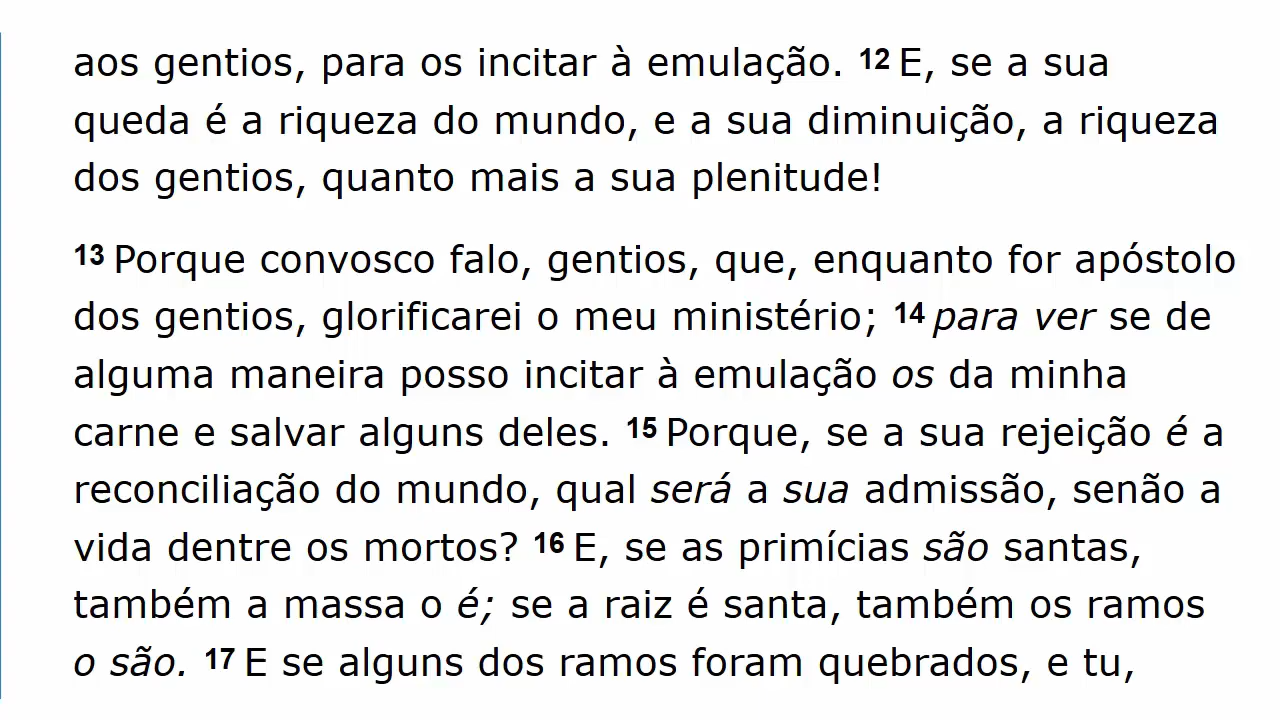 aos gentios, para os incitar à emulação. 12 E, se a sua
queda é a riqueza do mundo, e a sua diminuição, a riqueza
dos gentios, quanto mais a sua plenitude!
13 Porque convosco falo, gentios, que, enquanto for apóstolo
dos gentios, glorificarei o meu ministério; 14 para ver se de
alguma maneira posso incitar à emulação os da minha
carne e salvar alguns deles. 15 Porque, se a sua rejeição é a
reconciliação do mundo, qual será a sua admissão, senão a
vida dentre os mortos? 16 E, se as primícias são santas,
também a massa o é; se a raiz é santa, também os ramos
o são. 17 E se alguns dos ramos foram quebrados, e tu,